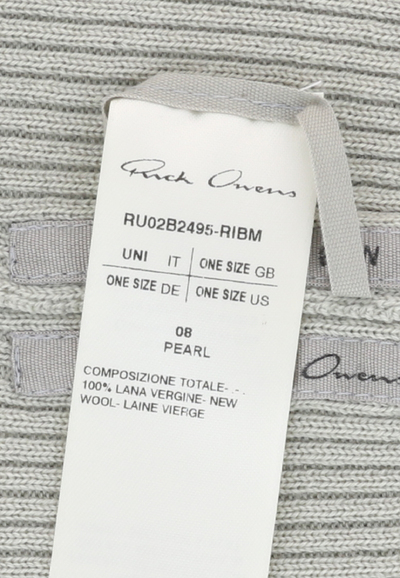 Rick Owens
RU02B2495-RIBM
UNI IT ONE SIZE GB
ONE SIZE DE ONE SIZE US
08
PEARL
COMPOSIZIONE TOTALE- - -
100% LANA VERGINE- NEW
WOOL- LAINE VIERGE
N
Owens